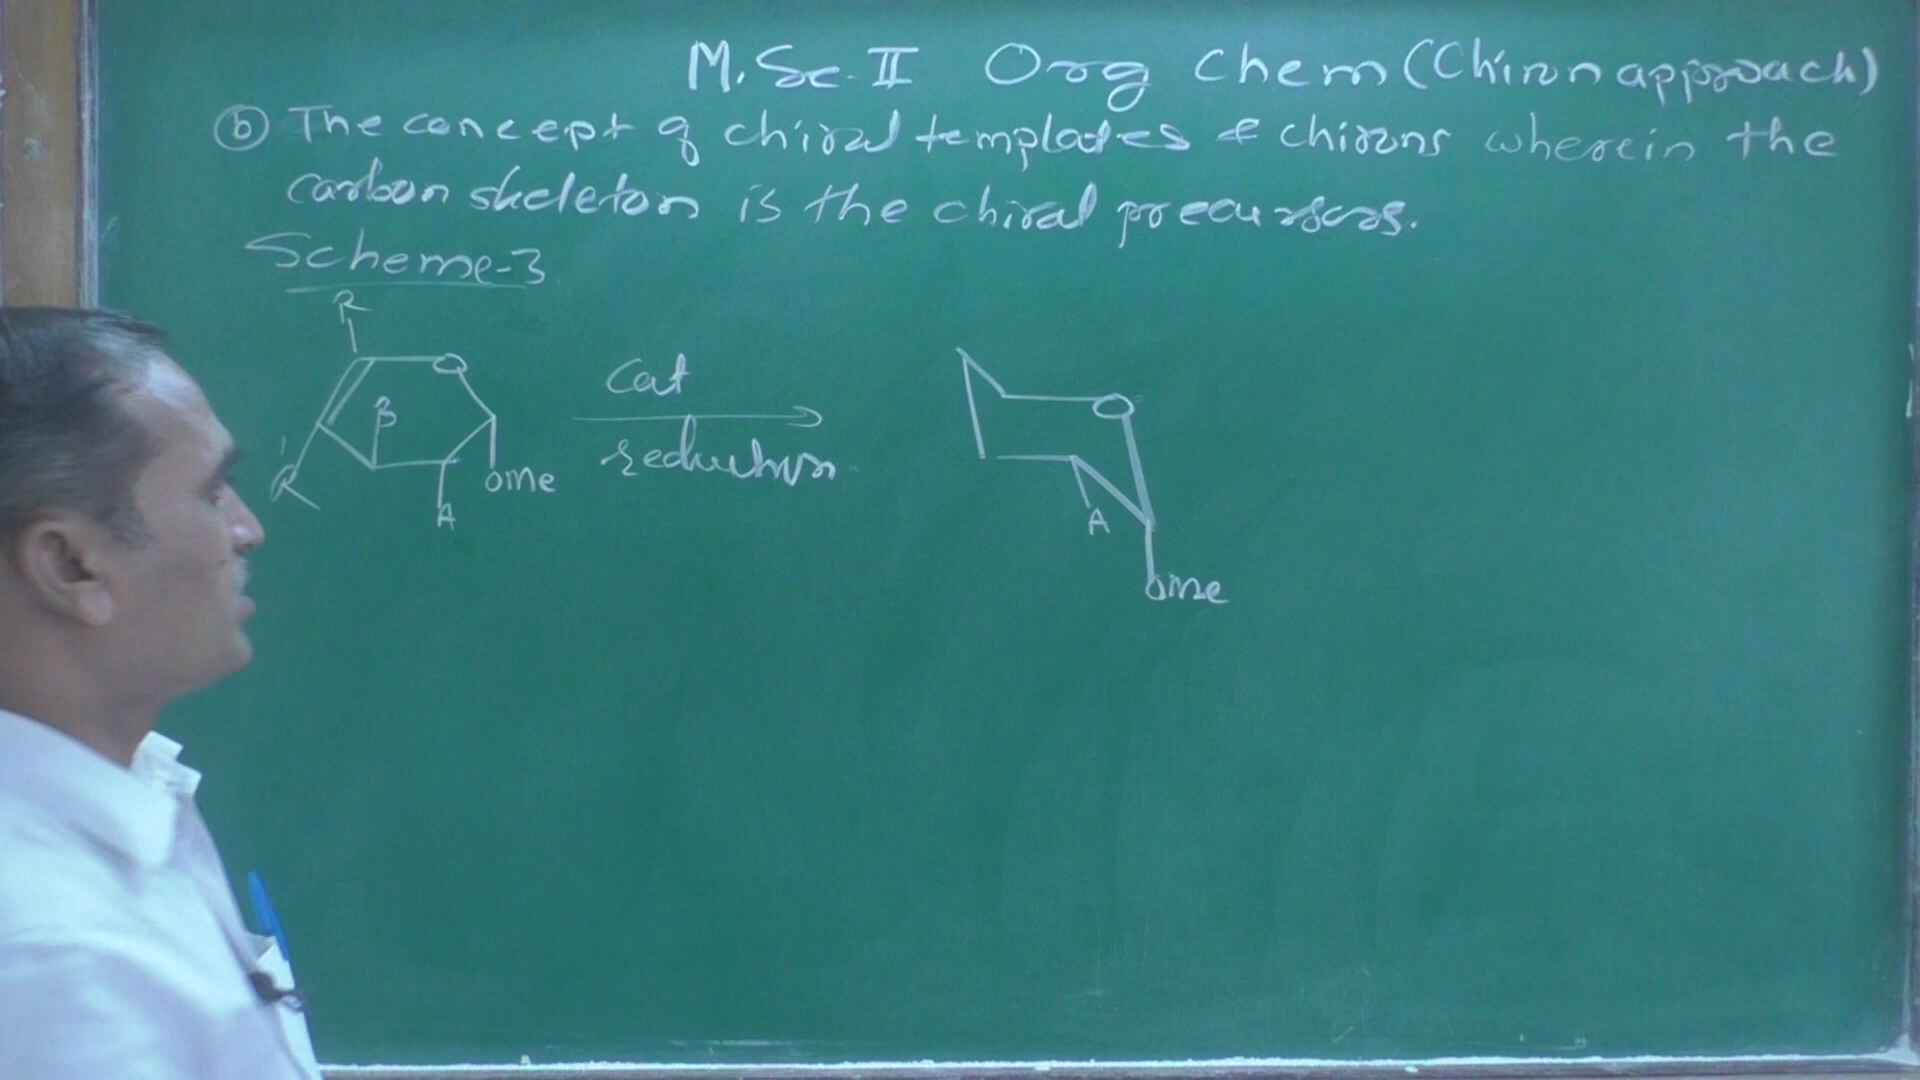 M.Sc-II Org Chem (Chiron approach)
(b) The concept of chiral templates & chirons wherein the
carbon skeleton is the chiral precursors.
Scheme-3
R
O
Cat
B
O
R'
reduction
OMe
A
A
OMe